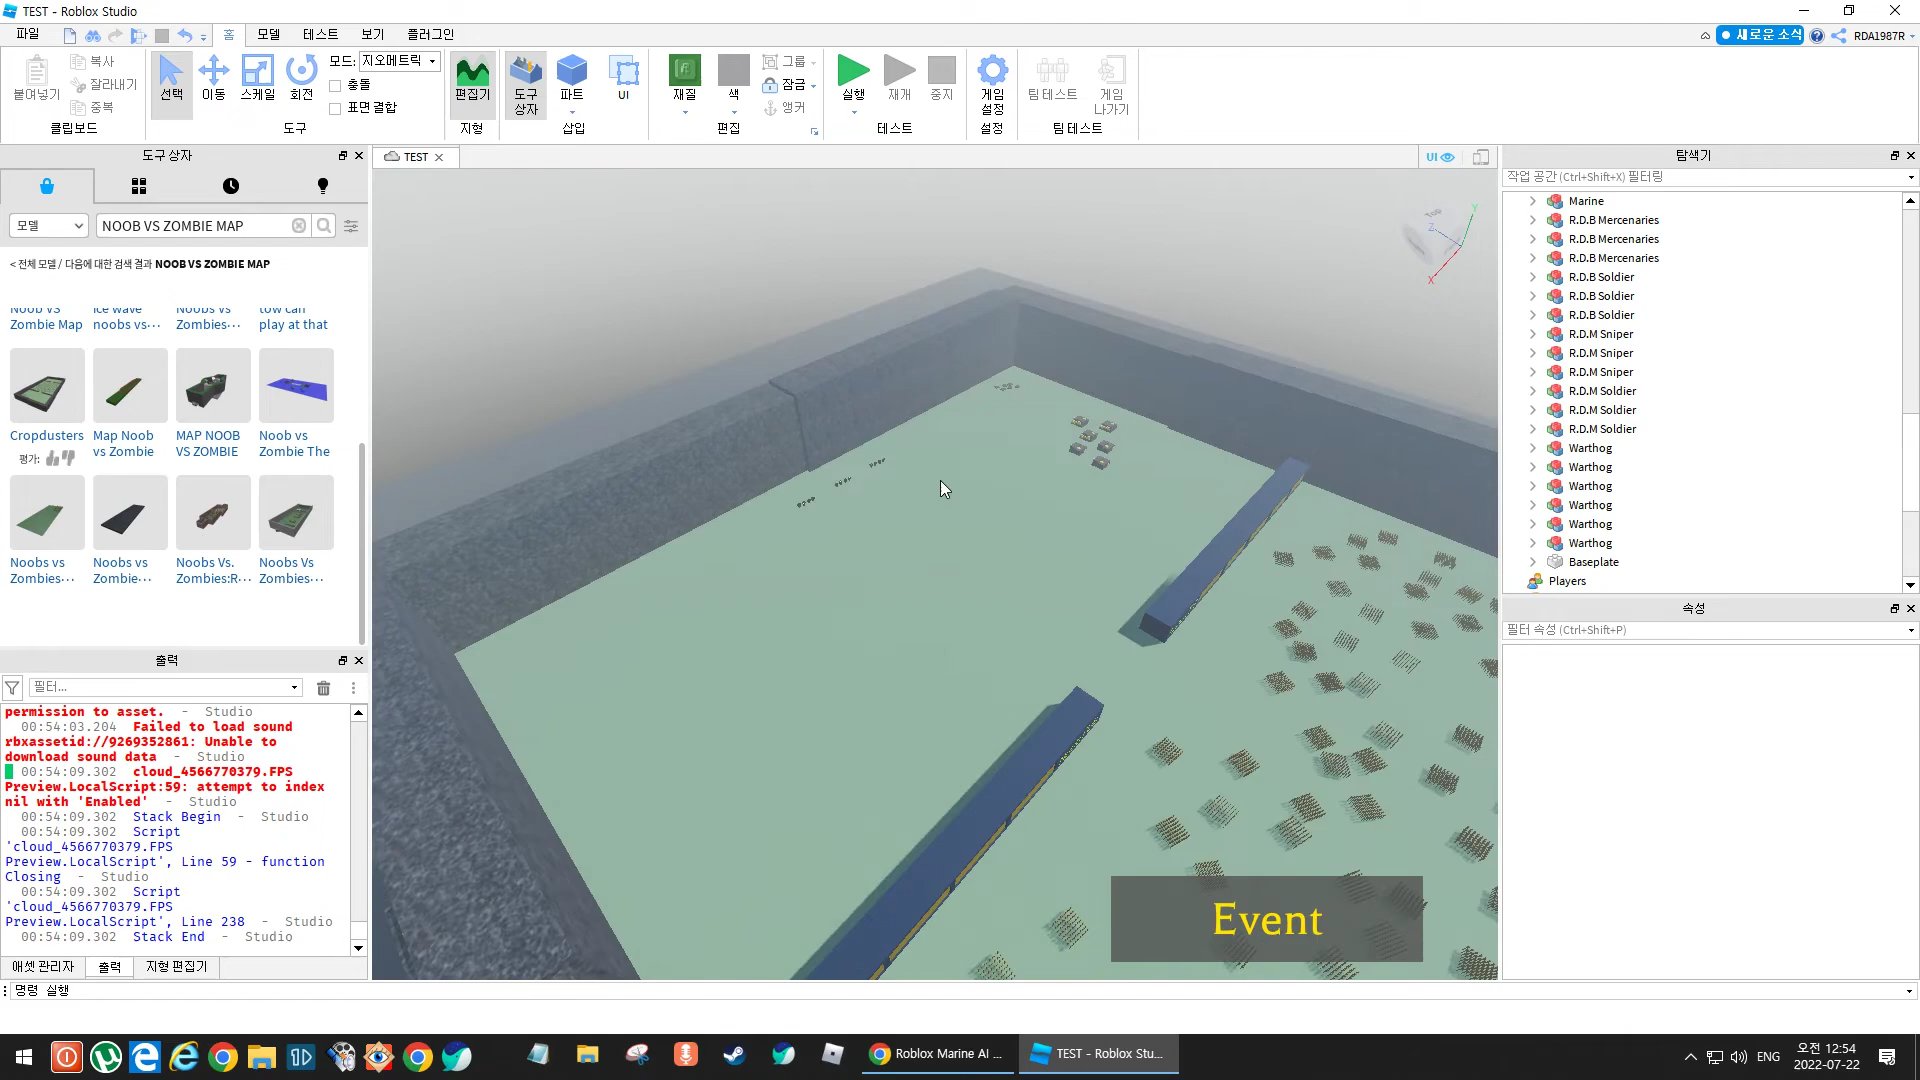 TEST - Roblox Studio
파일
홈
모델
테스트
보기
플러그인
새로운 소식
RDA1987R
붙여넣기
복사
잘라내기
중복
클립보드
선택
이동
스케일
회전
모드: 지오메트릭
충돌
표면 결합
도구
편집기
지형
도구
상자
파트
UI
삽입
재질
색
그룹
잠금
앵커
편집
실행
재개
중지
테스트
게임
설정
설정
팀 테스트
게임
나가기
팀 테스트
도구 상자
모델
NOOB VS ZOMBIE MAP
< 전체 모델 / 다음에 대한 검색 결과 NOOB VS ZOMBIE MAP
Noob VS
Zombie Map
Ice wave
noobs vs···
Noobs vs
Zombies···
tow can
play at that
Cropdusters
평가:
Map Noob
vs Zombie
MAP NOOB
VS ZOMBIE
Noob vs
Zombie The
Noobs vs
Zombies···
Noobs vs
Zombie···
Noobs Vs.
Zombies:R···
Noobs Vs
Zombies···
출력
필터...
permission to asset. - Studio
00:54:03.204 Failed to load sound
rbxassetid://9269352861: Unable to
download sound data - Studio
00:54:09.302 cloud_4566770379.FPS
Preview.LocalScript:59: attempt to index
nil with 'Enabled' - Studio
00:54:09.302 Stack Begin - Studio
00:54:09.302 Script
'cloud_4566770379.FPS
Preview.LocalScript', Line 59 - function
Closing - Studio
00:54:09.302 Script
'cloud_4566770379.FPS
Preview.LocalScript', Line 238 - Studio
00:54:09.302 Stack End - Studio
애셋 관리자
출력
지형 편집기
명령 실행
TEST
UI
Y
Z
X
Event
탐색기
작업 공간 (Ctrl+Shift+X) 필터링
Marine
R.D.B Mercenaries
R.D.B Mercenaries
R.D.B Mercenaries
R.D.B Soldier
R.D.B Soldier
R.D.B Soldier
R.D.M Sniper
R.D.M Sniper
R.D.M Sniper
R.D.M Soldier
R.D.M Soldier
R.D.M Soldier
Warthog
Warthog
Warthog
Warthog
Warthog
Warthog
Baseplate
Players
속성
필터 속성 (Ctrl+Shift+P)
Roblox Marine AI ...
TEST - Roblox Stu...
ENG
오전 12:54
2022-07-22